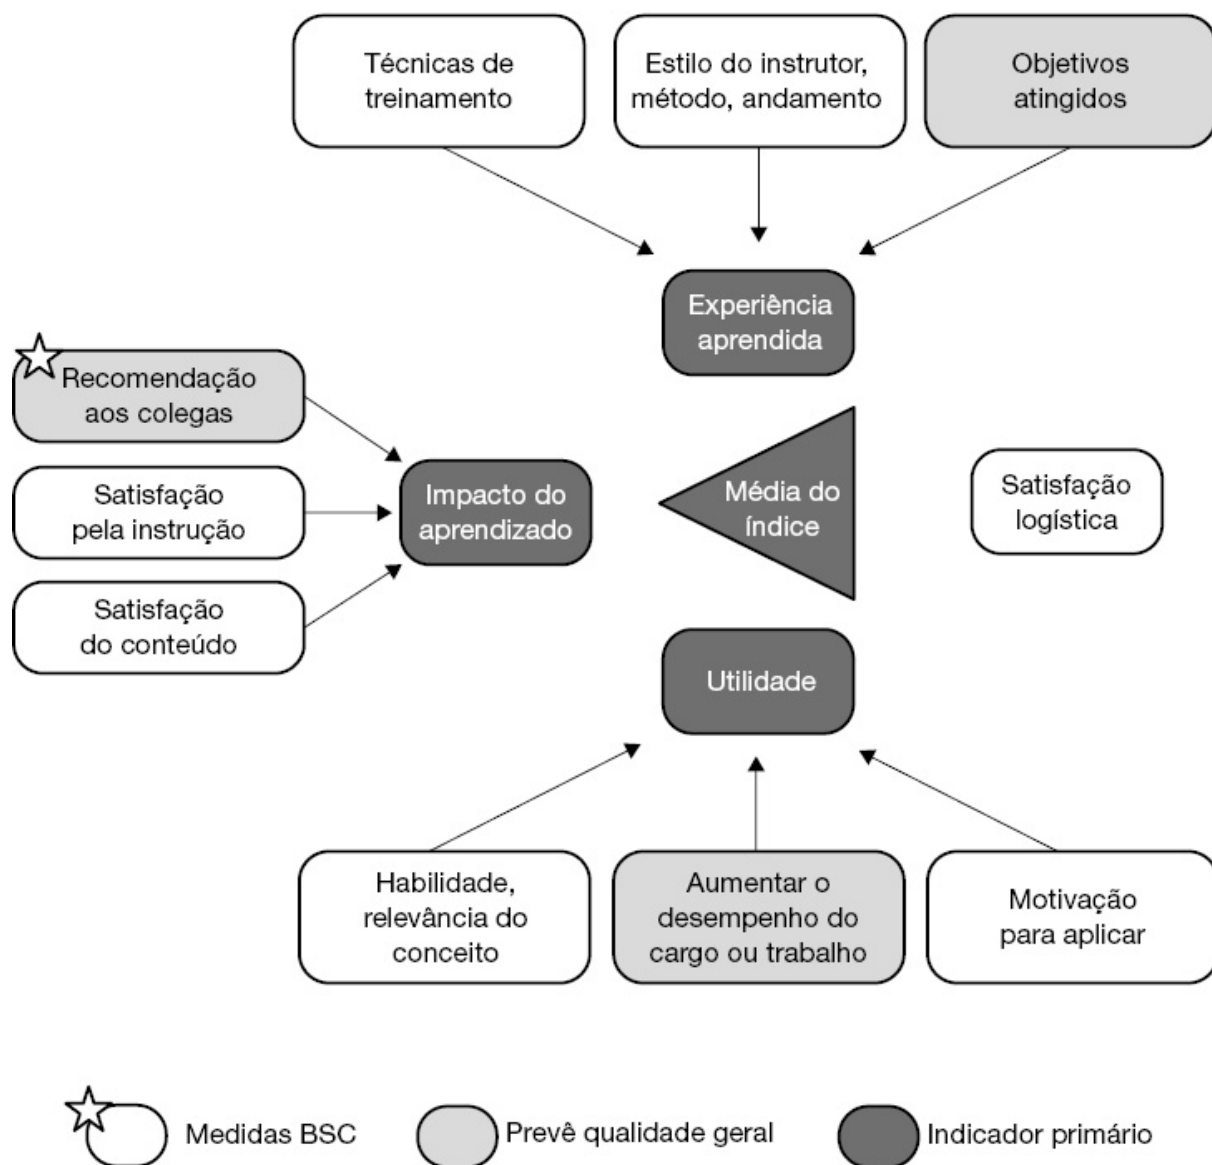 Técnicas de
treinamento
Estilo do instrutor,
método, andamento
Objetivos
atingidos
Experiência
aprendida
Recomendação
aos colegas
Satisfação
pela instrução
Satisfação
do conteúdo
Impacto do
aprendizado
Média do
índice
Satisfação
logística
Utilidade
Habilidade,
relevância do
conceito
Aumentar o
desempenho do
cargo ou trabalho
Motivação
para aplicar
Medidas BSC
Prevê qualidade geral
Indicador primário